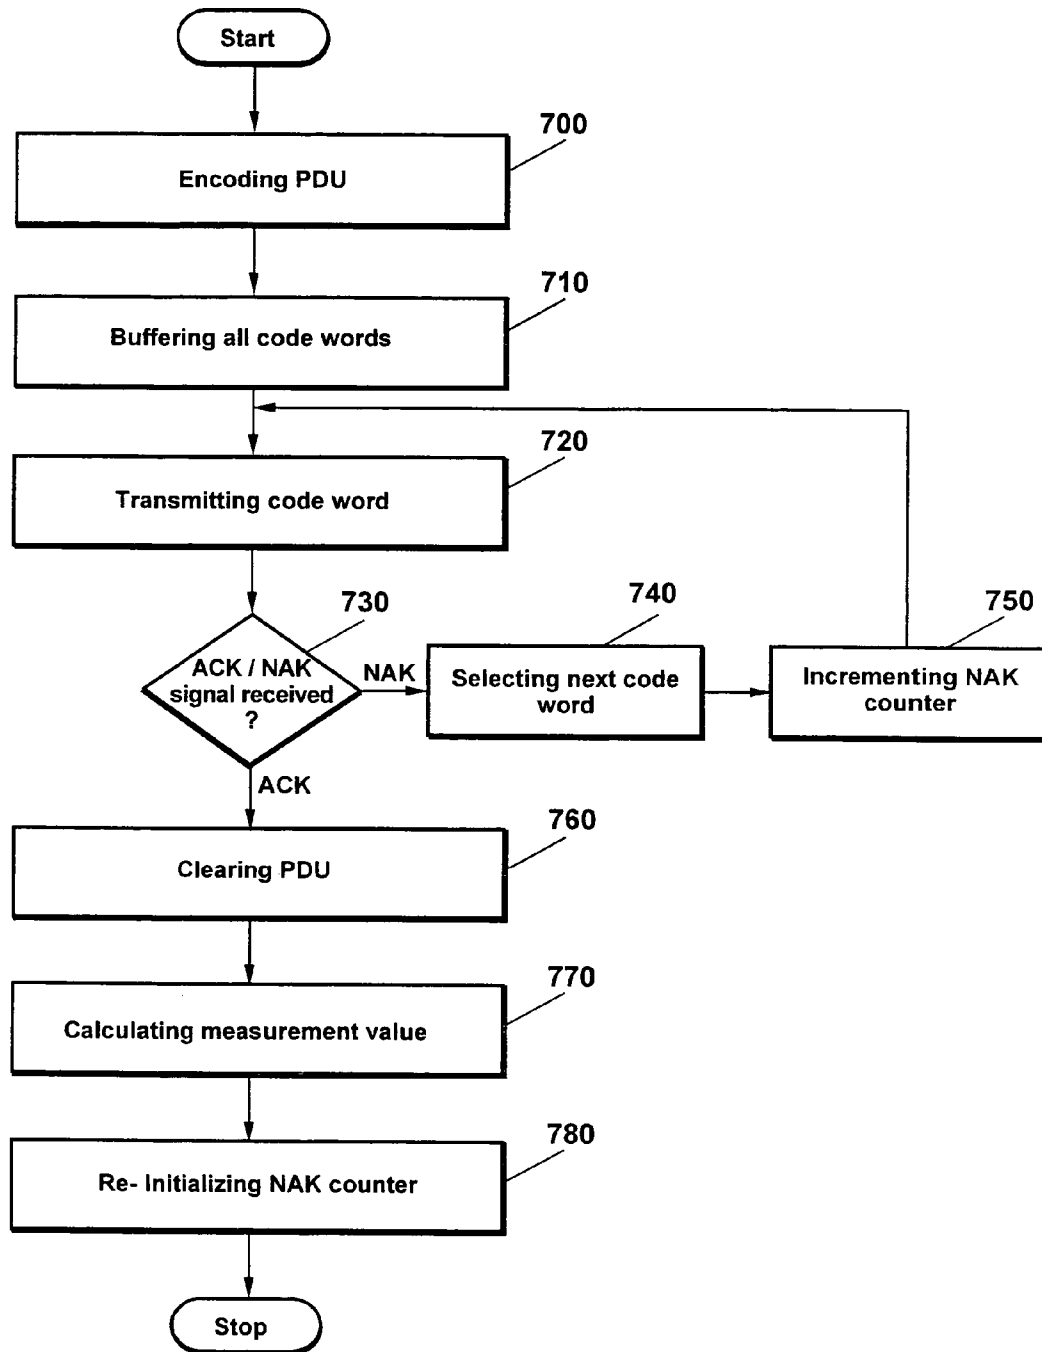 Start
700
Encoding PDU
710
Buffering all code words
720
Transmitting code word
730
ACK / NAK
signal received
?
NAK
740
Selecting next code
word
750
Incrementing NAK
counter
ACK
760
Clearing PDU
770
Calculating measurement value
780
Re- Initializing NAK counter
Stop